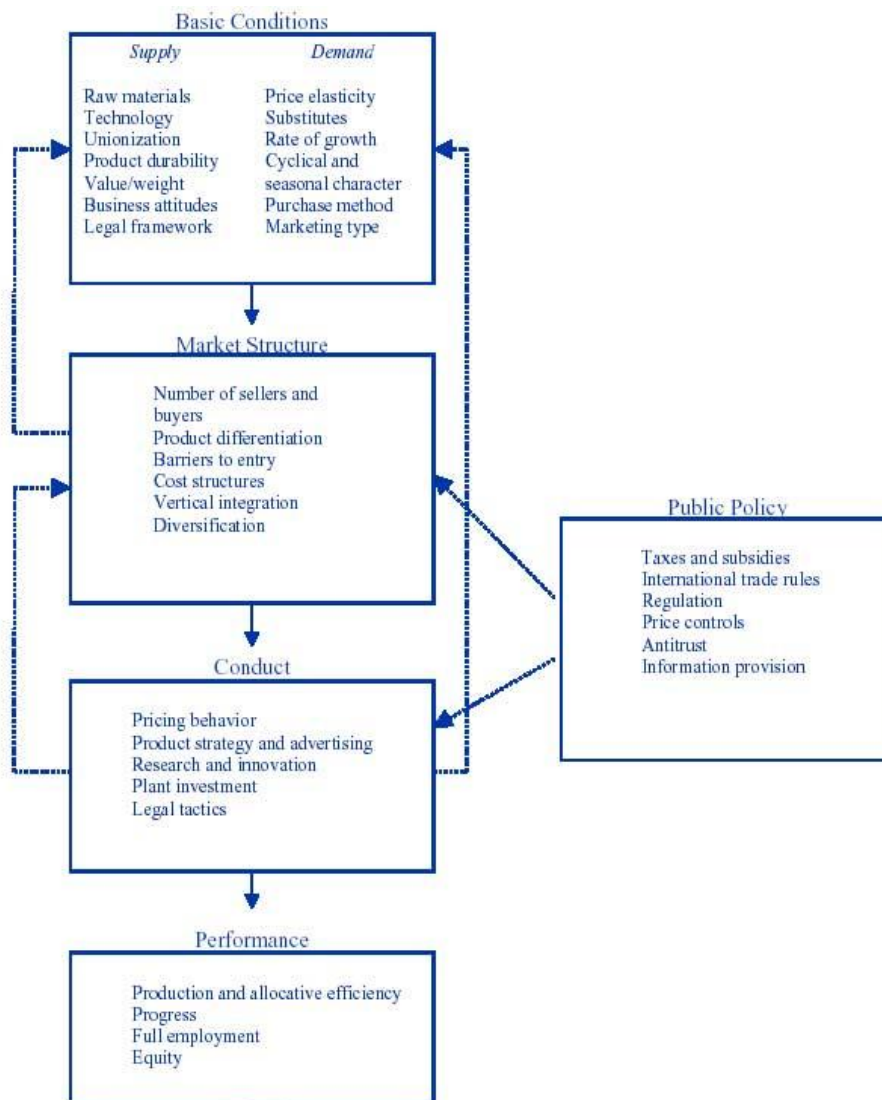 Basic Conditions
Supply
Demand
Raw materials
Technology
Unionization
Product durability
Value/weight
Business attitudes
Legal framework
Price elasticity
Substitutes
Rate of growth
Cyclical and
seasonal character
Purchase method
Marketing type
Market Structure
Number of sellers and
buyers
Product differentiation
Barriers to entry
Cost structures
Vertical integration
Diversification
Public Policy
Taxes and subsidies
International trade rules
Regulation
Price controls
Antitrust
Information provision
Conduct
Pricing behavior
Product strategy and advertising
Research and innovation
Plant investment
Legal tactics
Performance
Production and allocative efficiency
Progress
Full employment
Equity